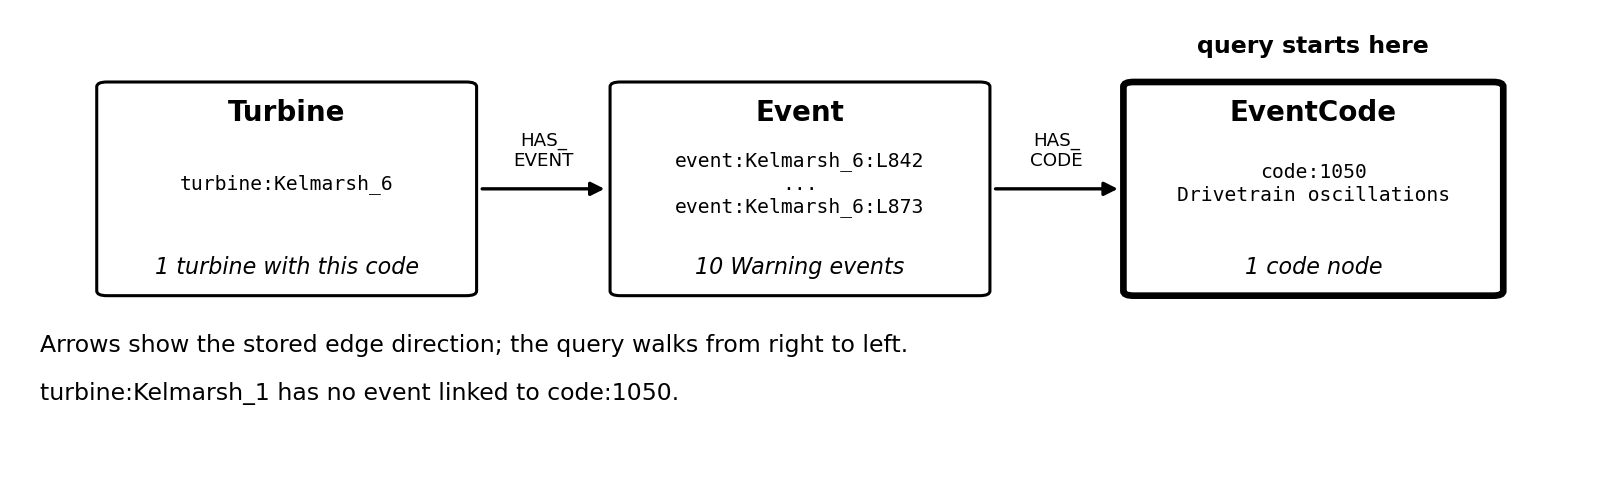 query starts here
Turbine
turbine:Kelmarsh_6
1 turbine with this code
HAS_
EVENT
Event
event:Kelmarsh_6:L842
...
event:Kelmarsh_6:L873
10 Warning events
HAS_
CODE
EventCode
code:1050
Drivetrain oscillations
1 code node
Arrows show the stored edge direction; the query walks from right to left.
turbine:Kelmarsh_1 has no event linked to code:1050.